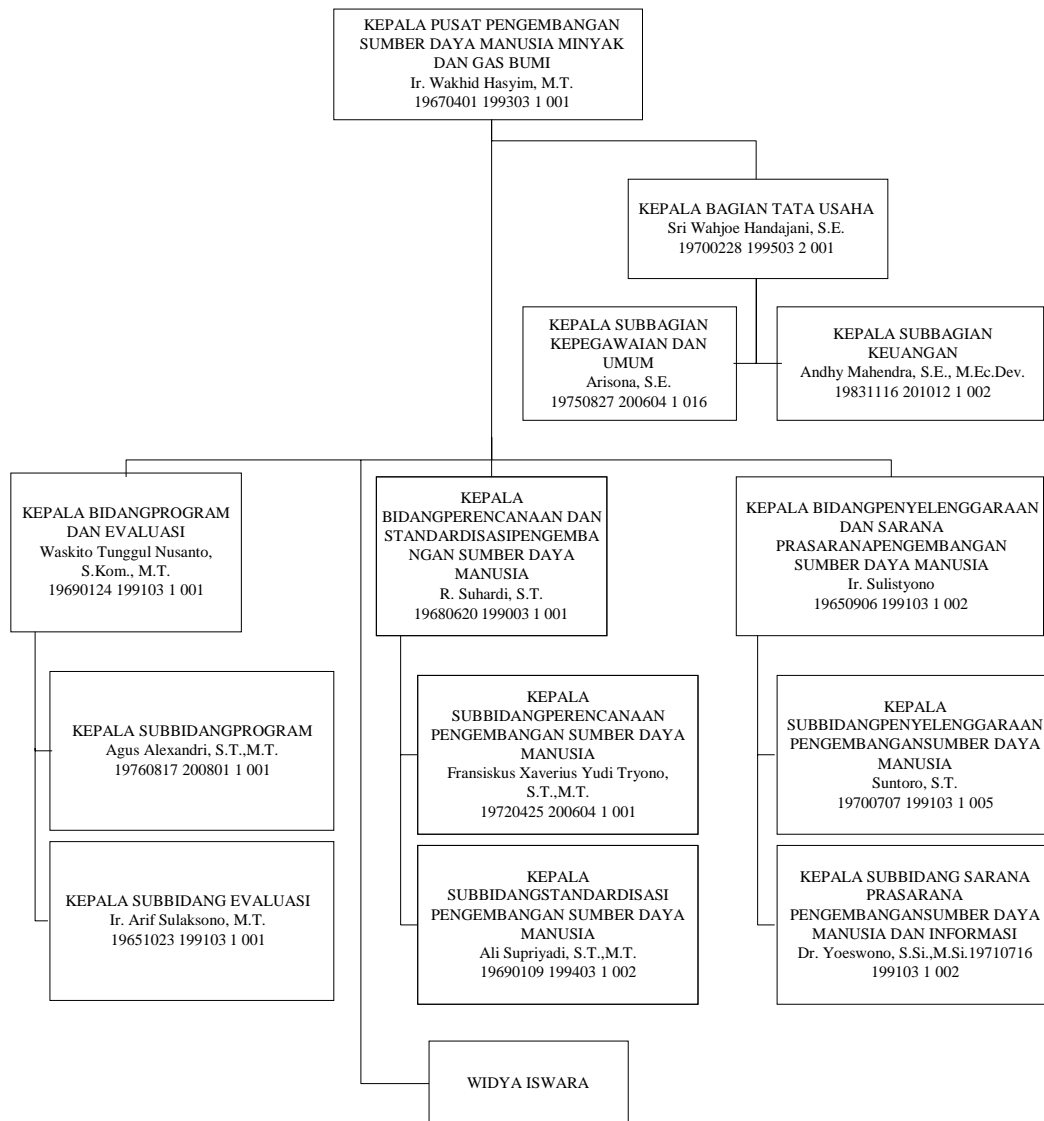 KEPALA PUSAT PENGEMBANGAN
SUMBER DAYA MANUSIA MINYAK
DAN GAS BUMI
Ir. Wakhid Hasyim, M.T.
19670401 199303 1 001
KEPALA BAGIAN TATA USAHA
Sri Wahjoe Handajani, S.E.
19700228 199503 2 001
KEPALA SUBBAGIAN
KEPEGAWAIAN DAN
UMUM
Arisona, S.E.
19750827 200604 1 016
KEPALA SUBBAGIAN
KEUANGAN
Andhy Mahendra, S.E., M.Ec.Dev.
19831116 201012 1 002
KEPALA BIDANGPROGRAM
DAN EVALUASI
Waskito Tunggul Nusanto,
S.Kom., M.T.
19690124 199103 1 001
KEPALA
BIDANGPERENCANAAN DAN
STANDARDISASIPENGEMBA
NGAN SUMBER DAYA
MANUSIA
R. Suhardi, S.T.
19680620 199003 1 001
KEPALA BIDANGPENYELENGGARAAN
DAN SARANA
PRASARANAPENGEMBANGAN
SUMBER DAYA MANUSIA
Ir. Sulistyono
19650906 199103 1 002
KEPALA SUBBIDANGPROGRAM
Agus Alexandri, S.T.,M.T.
19760817 200801 1 001
KEPALA
SUBBIDANGPERENCANAAN
PENGEMBANGAN SUMBER DAYA
MANUSIA
Fransiskus Xaverius Yudi Tryono,
S.T.,M.T.
19720425 200604 1 001
KEPALA
SUBBIDANGPENYELENGGARAAN
PENGEMBANGANSUMBER DAYA
MANUSIA
Suntoro, S.T.
19700707 199103 1 005
KEPALA SUBBIDANG EVALUASI
Ir. Arif Sulaksono, M.T.
19651023 199103 1 001
KEPALA
SUBBIDANGSTANDARDISASI
PENGEMBANGAN SUMBER DAYA
MANUSIA
Ali Supriyadi, S.T.,M.T.
19690109 199403 1 002
KEPALA SUBBIDANG SARANA
PRASARANA
PENGEMBANGANSUMBER DAYA
MANUSIA DAN INFORMASI
Dr. Yoeswono, S.Si.,M.Si.19710716
199103 1 002
WIDYA ISWARA